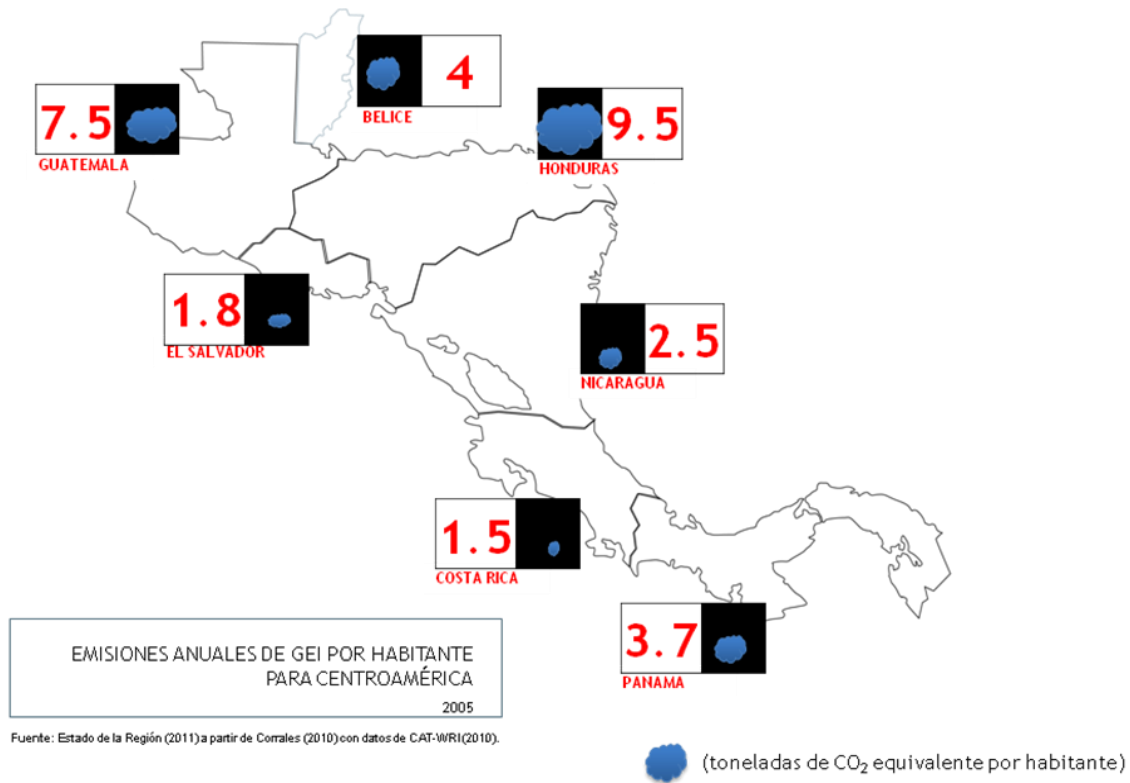 4
BELICE
7.5
GUATEMALA
9.5
HONDURAS
1.8
EL SALVADOR
2.5
NICARAGUA
1.5
COSTA RICA
3.7
PANAMA
EMISIONES ANUALES DE GEI POR HABITANTE
PARA CENTROAMÉRICA
2005
Fuente: Estado de la Región (2011) a partir de Corrales (2010) con datos de CAT-WRI(2010).
(toneladas de CO₂ equivalente por habitante)